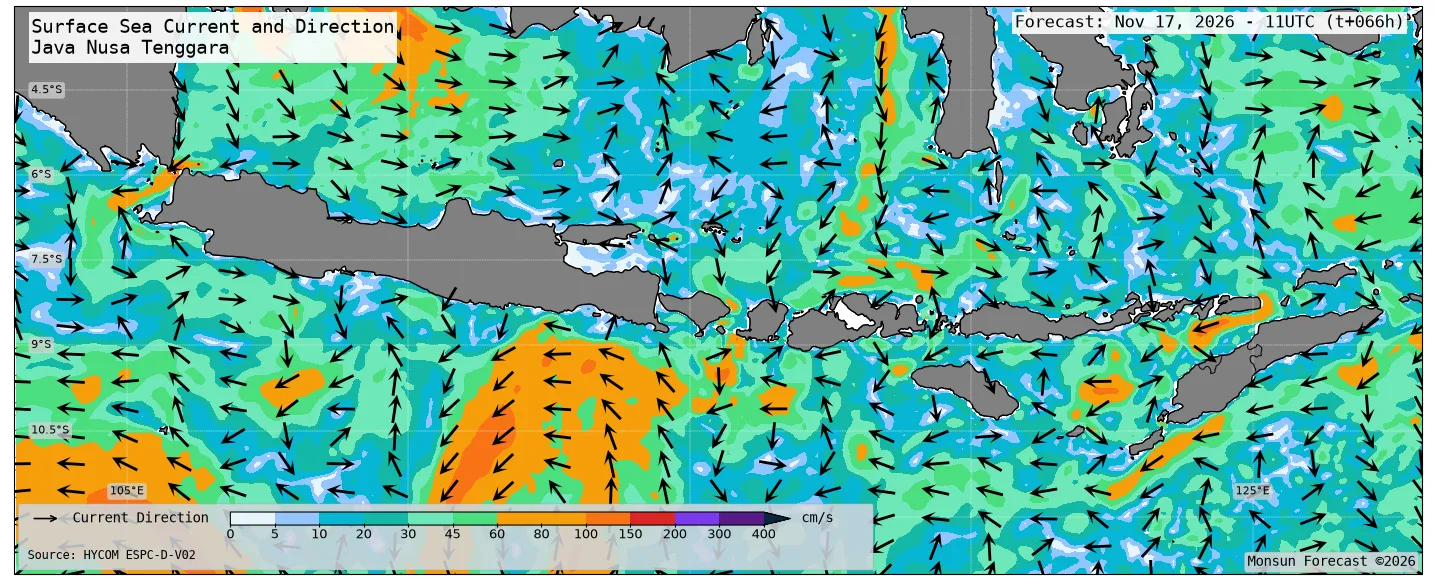 Surface Sea Current and Direction
Java Nusa Tenggara
Forecast: Nov 17, 2026 - 11UTC (t+066h)
4.5°S
6°S
7.5°S
9°S
10.5°S
105°E
125°E
Current Direction
0 5 10 20 30 45 60 80 100 150 200 300 400
cm/s
Source: HYCOM ESPC-D-V02
Monsun Forecast ©2026